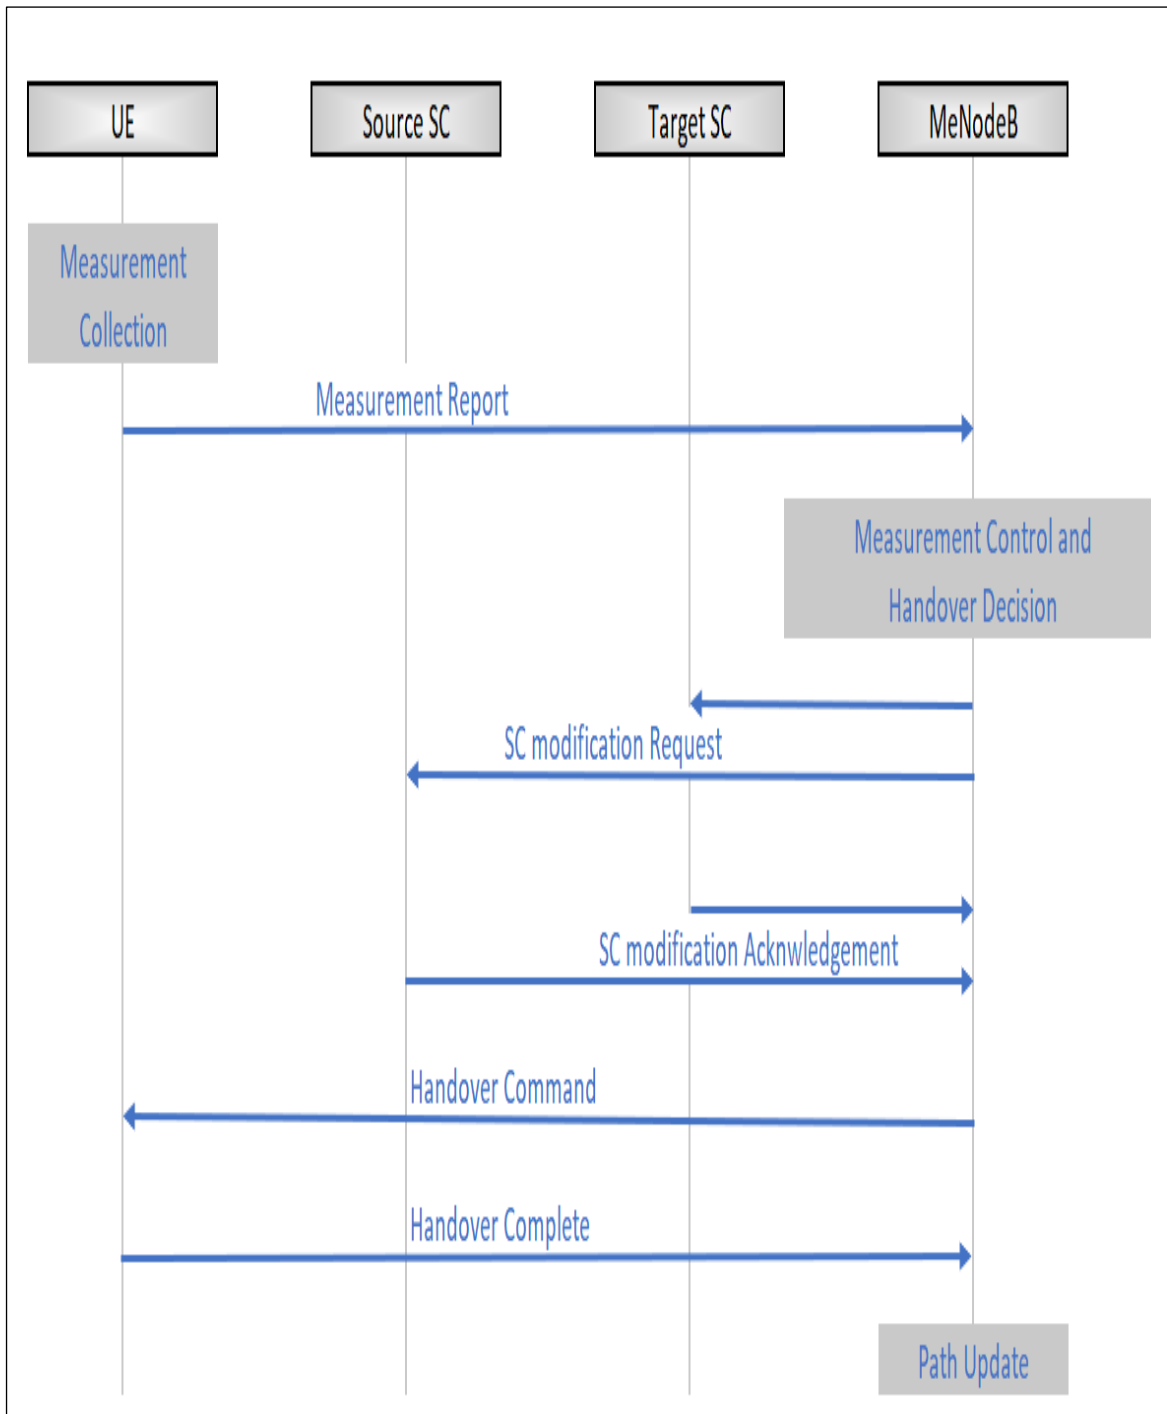 UE
Source SC
Target SC
MeNodeB
Measurement
Collection
Measurement Report
Measurement Control and
Handover Decision
SC modification Request
SC modification Acknwledgement
Handover Command
Handover Complete
Path Update